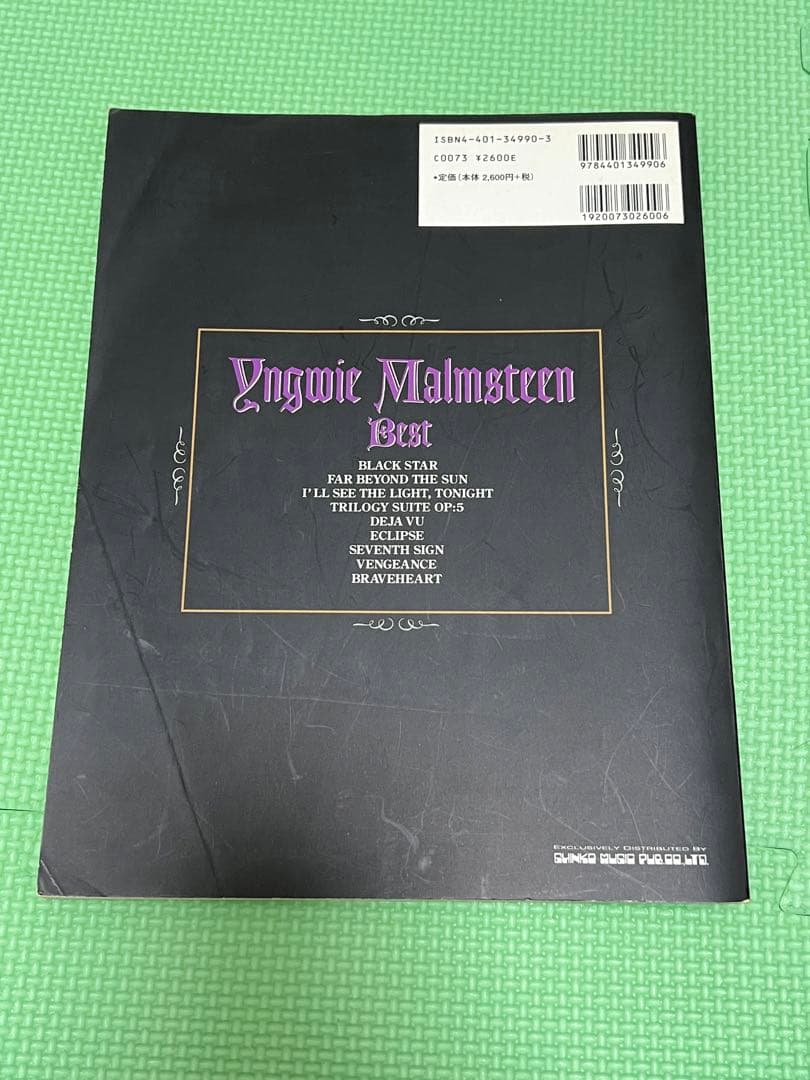 ISBN4-401-34990-3
C0073 ¥2600E
•定価(本体 2,600円+税)
9784401349906
1920073026006
Yngwie Malmsteen
Best
BLACK STAR
FAR BEYOND THE SUN
I'LL SEE THE LIGHT, TONIGHT
TRILOGY SUITE OP:5
DEJA VU
ECLIPSE
SEVENTH SIGN
VENGEANCE
BRAVEHEART
EXCLUSIVELY DISTRIBUTED BY
SHINKO MUSIC PUB.CO.,LTD.